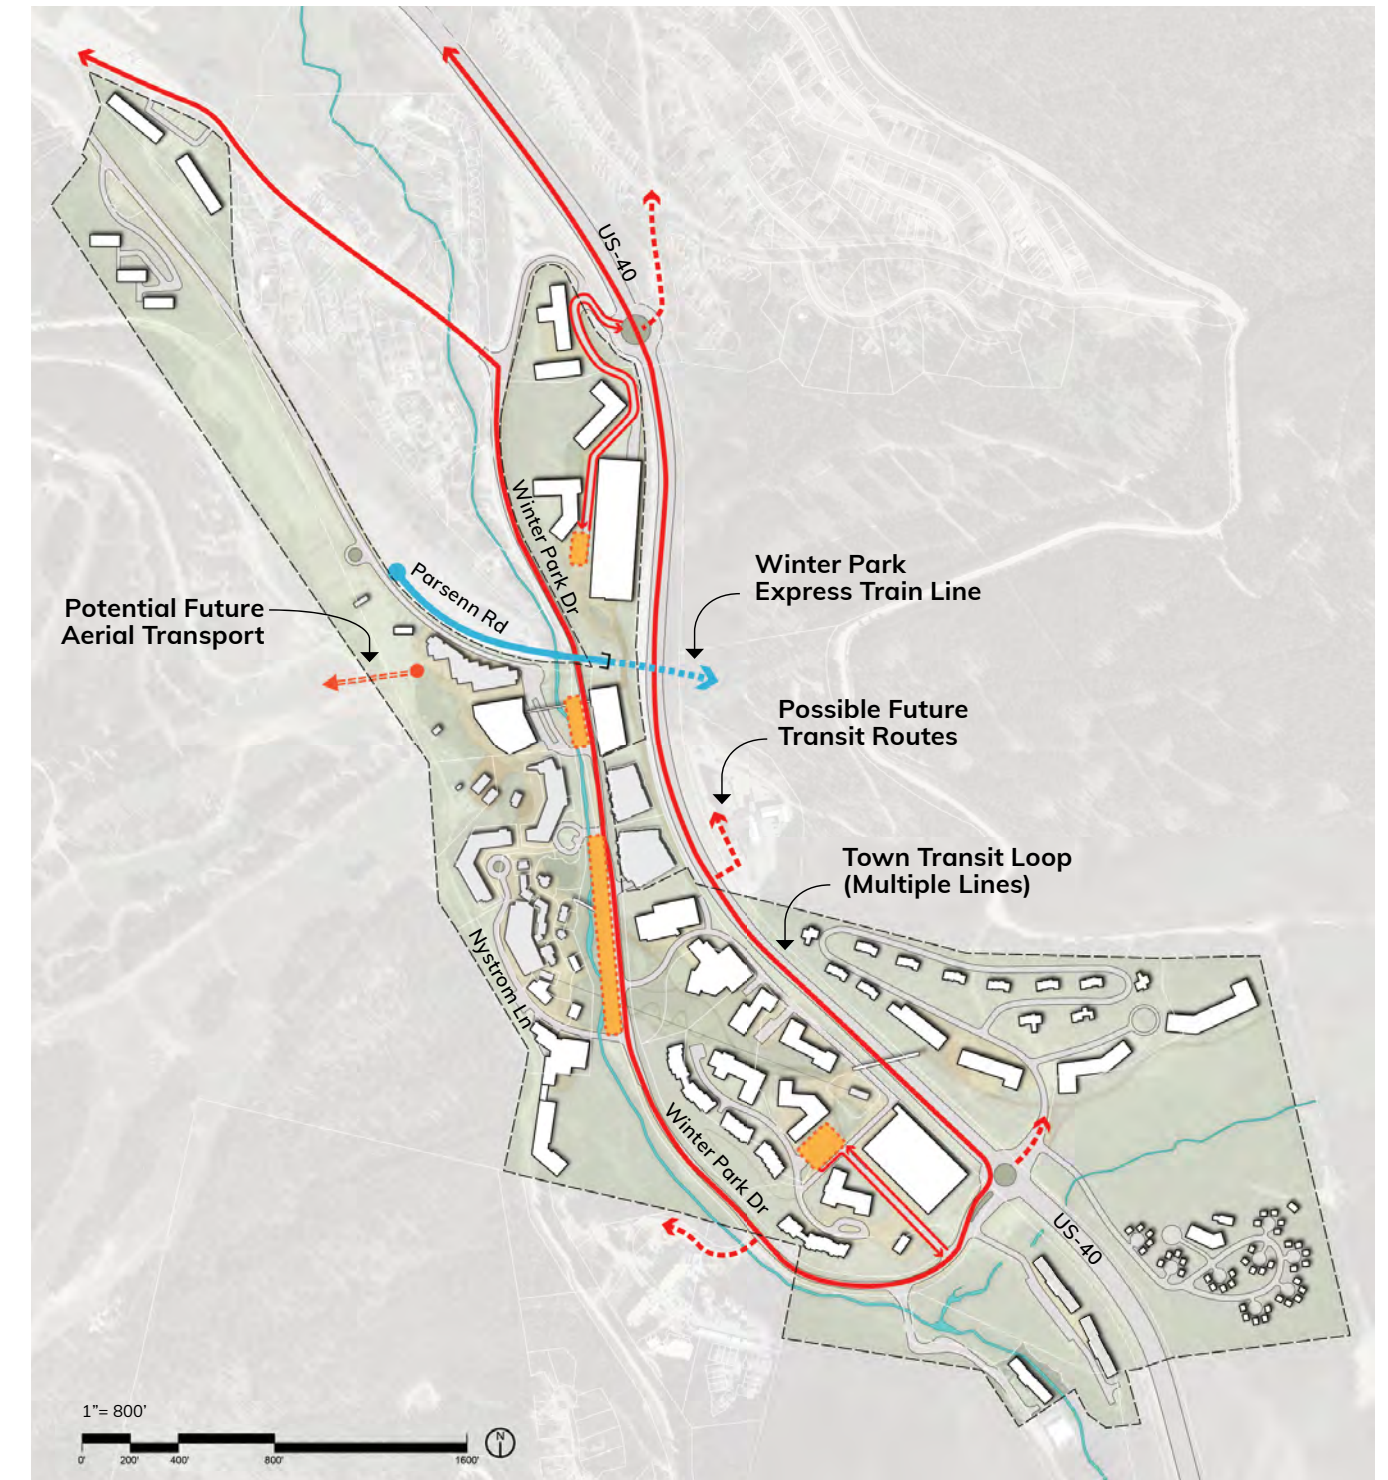 US-40
Winter Park Dr
Parsenn Rd
Winter Park
Express Train Line
Potential Future
Aerial Transport
Possible Future
Transit Routes
Town Transit Loop
(Multiple Lines)
Nystrom Ln
Winter Park Dr
US-40
1"= 800'
N
0' 200' 400' 800' 1600'